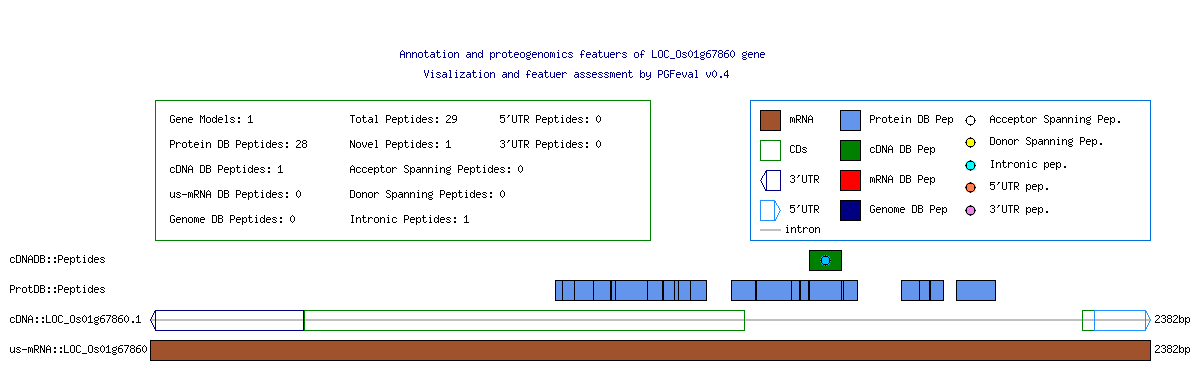 Annotation and proteogenomics featuers of LOC_Os01g67860 gene
Visalization and featuer assessment by PGFeval v0.4
Gene Models: 1 Total Peptides: 29 5'UTR Peptides: 0
Protein DB Peptides: 28 Novel Peptides: 1 3'UTR Peptides: 0
cDNA DB Peptides: 1 Acceptor Spanning Peptides: 0
us-mRNA DB Peptides: 0 Donor Spanning Peptides: 0
Genome DB Peptides: 0 Intronic Peptides: 1
mRNA Protein DB Pep Acceptor Spanning Pep.
CDs cDNA DB Pep Donor Spanning Pep.
3'UTR mRNA DB Pep Intronic pep.
5'UTR Genome DB Pep 5'UTR pep.
intron 3'UTR pep.
cDNADB::Peptides
ProtDB::Peptides
cDNA::LOC_Os01g67860.1 2382bp
us-mRNA::LOC_Os01g67860 2382bp